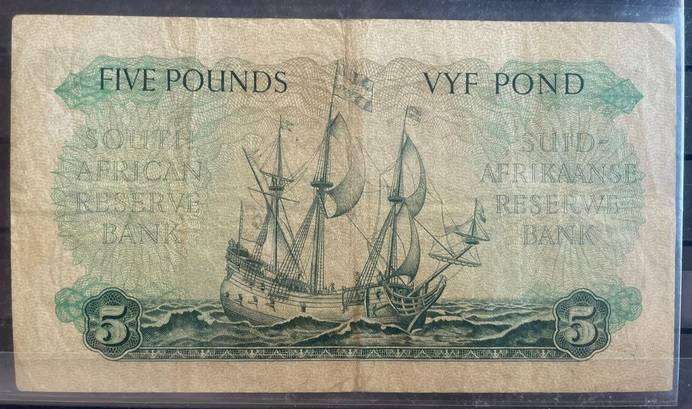 FIVE POUNDS
VYF POND
SOUTH
AFRICAN
RESERVE
BANK
SUID-
AFRIKAANSE
RESERWE-
BANK
5
5